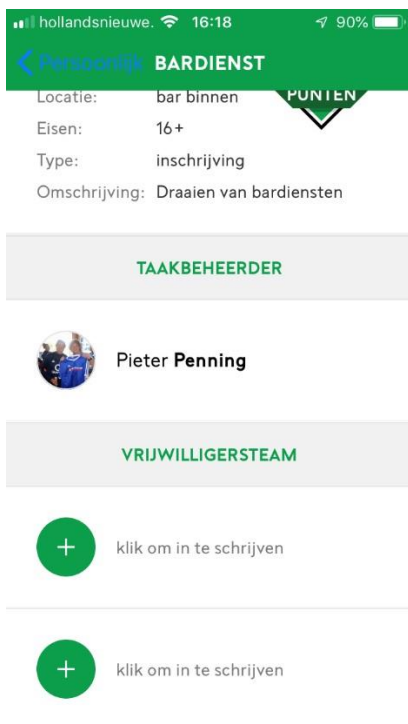 hollandsnieuwe. 16:18 90%
Persoonlijk BARDIENST
Locatie: bar binnen PUNTEN
Eisen: 16+
Type: inschrijving
Omschrijving: Draaien van bardiensten
TAAKBEHEERDER
Pieter Penning
VRIJWILLIGERSTEAM
+ klik om in te schrijven
+ klik om in te schrijven